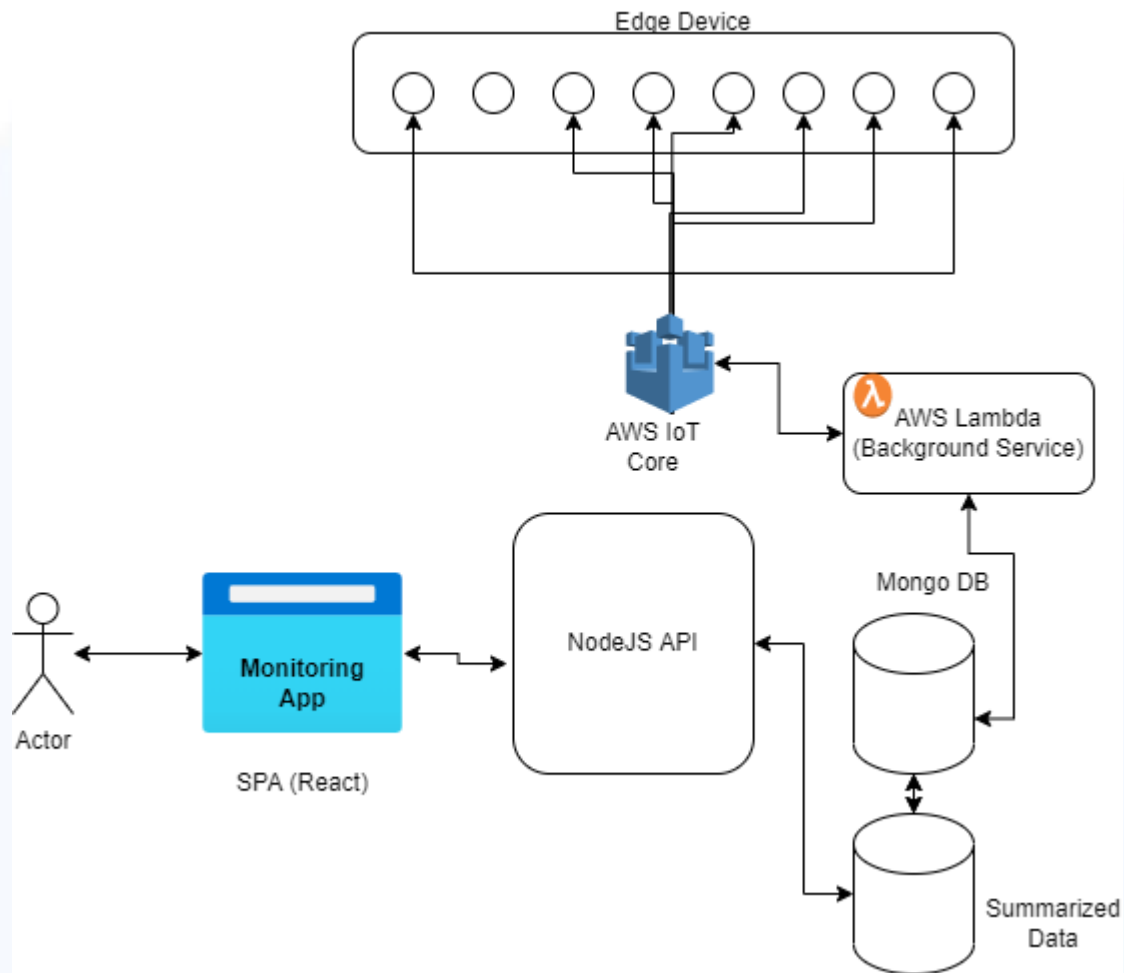 Edge Device
AWS IoT
Core
λ
AWS Lambda
(Background Service)
Mongo DB
NodeJS API
Monitoring
App
Actor
SPA (React)
Summarized
Data